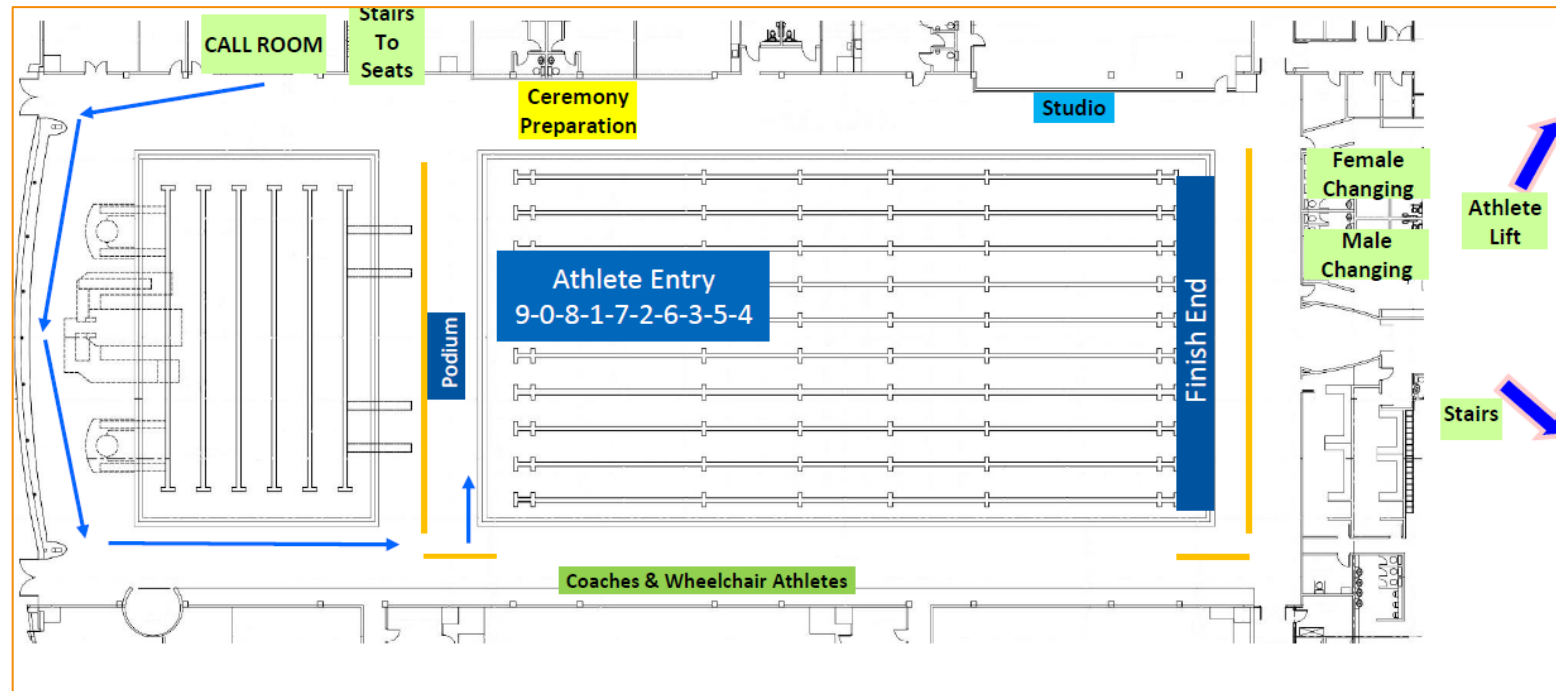 Stairs
To
Seats
CALL ROOM
Ceremony
Preparation
Studio
Female
Changing
Athlete
Lift
Male
Changing
Athlete Entry
9-0-8-1-7-2-6-3-5-4
Podium
Finish End
Stairs
Coaches & Wheelchair Athletes